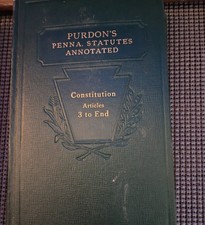 PURDON'S
PENNA. STATUTES
ANNOTATED
Constitution
Articles
3 to End